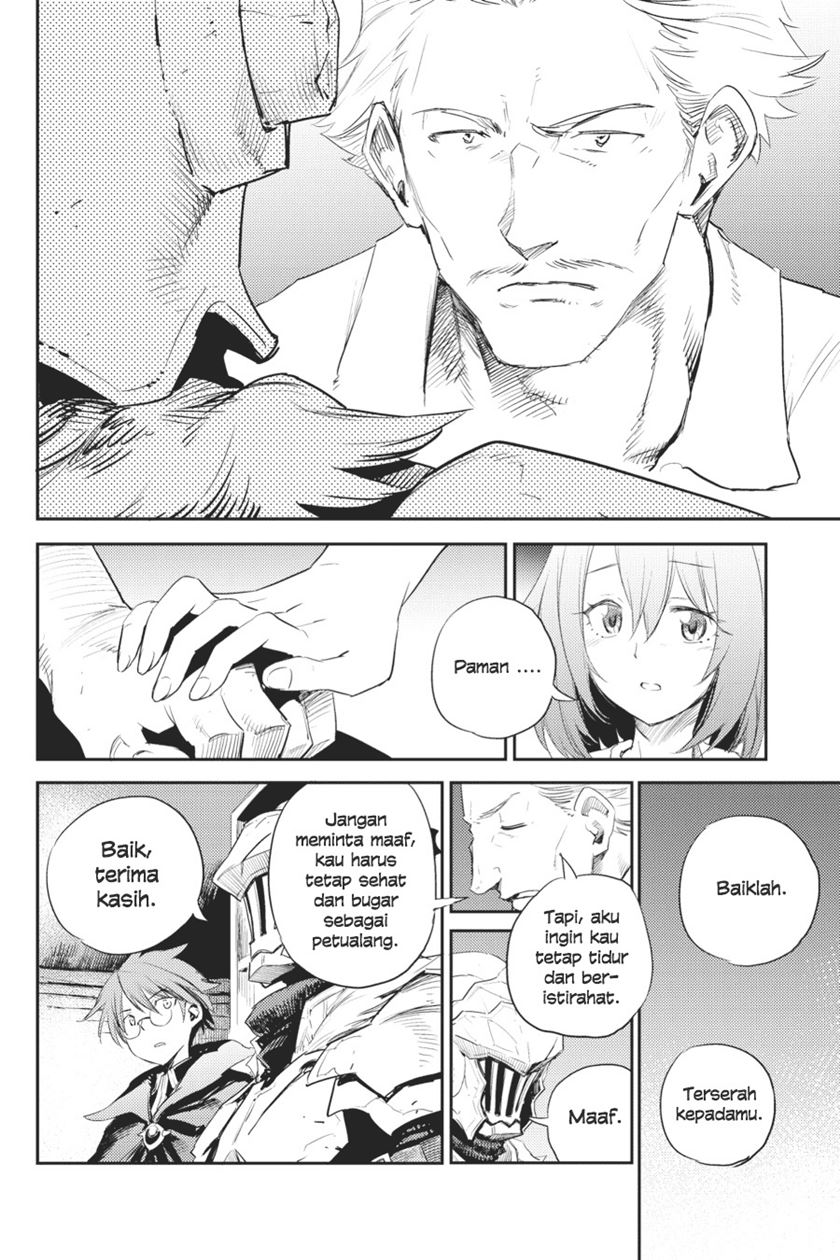 Paman ....
Baiklah.
Terserah
kepadamu.
Tapi, aku
ingin kau
tetap tidur
dan ber-
istirahat.
Maaf.
Jangan
meminta maaf,
kau harus
tetap sehat
dan bugar
sebagai
petualang.
Baik,
terima
kasih.